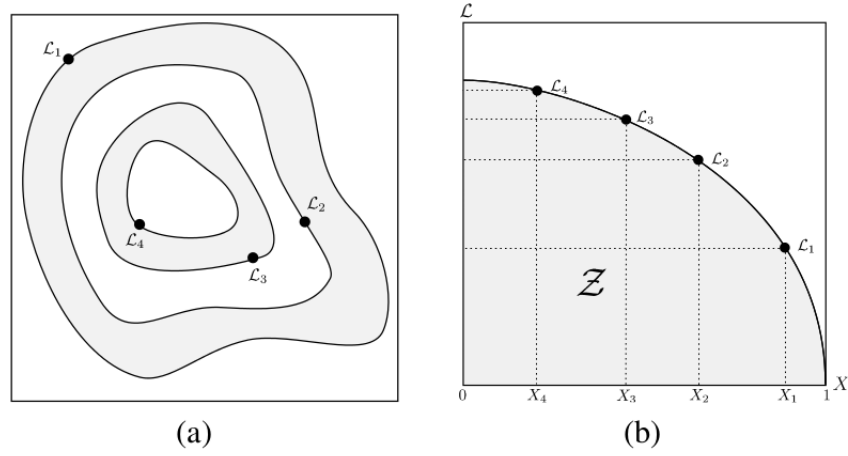 ℒ₁
ℒ₂
ℒ₄
ℒ₃
(a)
ℒ
ℒ₄
ℒ₃
ℒ₂
ℒ₁
𝒵
0 X₄ X₃ X₂ X₁ 1 X
(b)